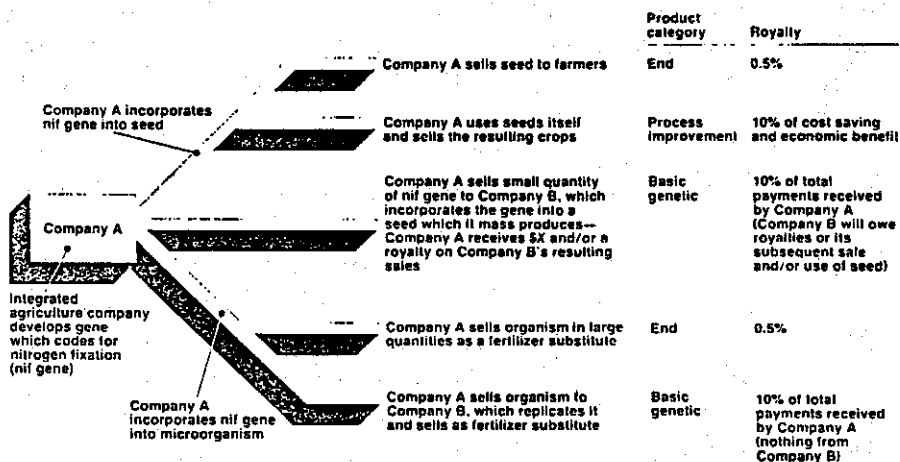 Product
category
Royalty
Company A sells seed to farmers
End
0.5%
Company A incorporates
nif gene into seed
Company A uses seeds itself
and sells the resulting crops
Process
improvement
10% of cost saving
and economic benefit
Company A sells small quantity
of nif gene to Company B, which
incorporates the gene into a
seed which it mass produces—
Company A receives $X and/or a
royalty on Company B's resulting
sales
Basic
genetic
10% of total
payments received
by Company A
(Company B will owe
royalties or its
subsequent sale
and/or use of seed)
Company A
Integrated
agriculture company
develops gene
which codes for
nitrogen fixation
(nif gene)
Company A sells organism in large
quantities as a fertilizer substitute
End
0.5%
Company A
incorporates nif gene
into microorganism
Company A sells organism to
Company B, which replicates it
and sells as fertilizer substitute
Basic
genetic
10% of total
payments received
by Company A
(nothing from
Company B)